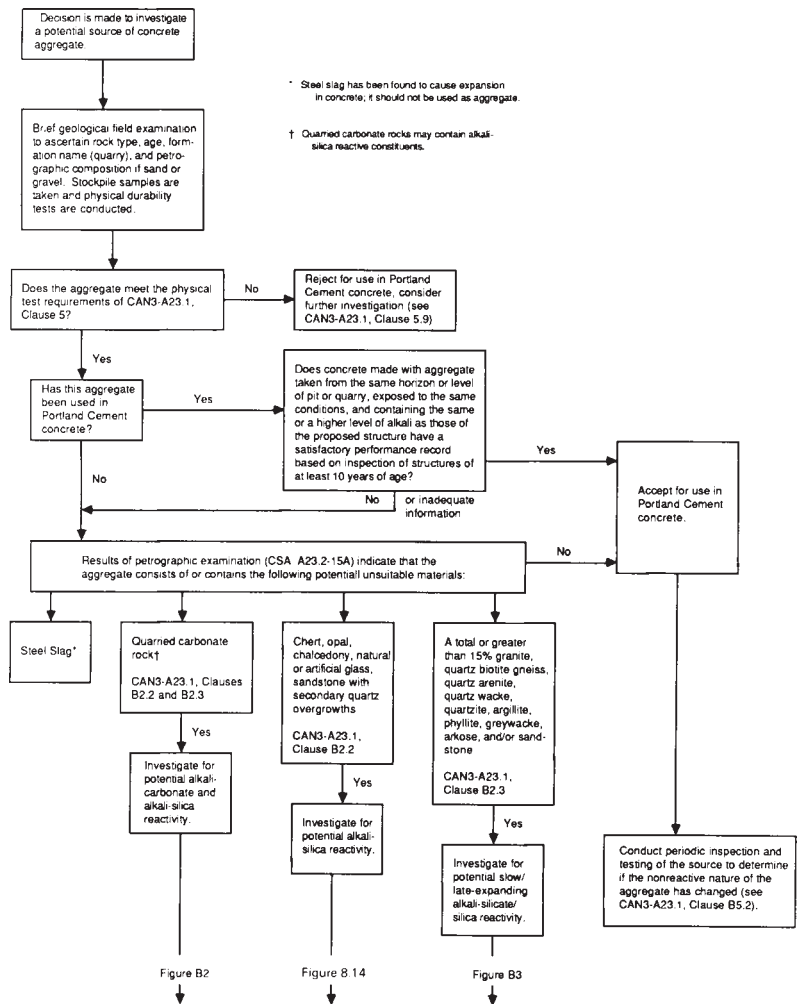 Decision is made to investigate
a potential source of concrete
aggregate.
* Steel slag has been found to cause expansion
in concrete; it should not be used as aggregate.
† Quarried carbonate rocks may contain alkali-
silica reactive constituents.
Brief geological field examination
to ascertain rock type, age, form-
ation name (quarry), and petro-
graphic composition if sand or
gravel. Stockpile samples are
taken and physical durability
tests are conducted.
Does the aggregate meet the physical
test requirements of CAN3-A23.1,
Clause 5?
No
Reject for use in Portland
Cement concrete, consider
further investigation (see
CAN3-A23.1, Clause 5.9)
Yes
Has this aggregate
been used in
Portland Cement
concrete?
Yes
Does concrete made with aggregate
taken from the same horizon or level
of pit or quarry, exposed to the same
conditions, and containing the same
or a higher level of alkali as those of
the proposed structure have a
satisfactory performance record
based on inspection of structures of
at least 10 years of age?
Yes
No
No or inadequate
information
Accept for use in
Portland Cement
concrete.
Results of petrographic examination (CSA A23.2-15A) indicate that the
aggregate consists of or contains the following potentiall unsuitable materials:
No
Steel Slag*
Quarried carbonate
rock†
CAN3-A23.1, Clauses
B2.2 and B2.3
Chert, opal,
chalcedony, natural
or artificial glass,
sandstone with
secondary quartz
overgrowths
CAN3-A23.1,
Clause B2.2
A total or greater
than 15% granite,
quartz biotite gneiss,
quartz arenite,
quartz wacke,
quartzite, argillite,
phyllite, greywacke,
arkose, and/or sand-
stone
CAN3-A23.1,
Clause B2.3
Yes
Yes
Yes
Investigate for
potential alkali-
carbonate and
alkali-silica
reactivity.
Investigate for
potential alkali-
silica reactivity.
Investigate for
potential slow/
late-expanding
alkali-silicate/
silica reactivity.
Conduct periodic inspection and
testing of the source to determine
if the nonreactive nature of the
aggregate has changed (see
CAN3-A23.1, Clause B5.2).
Figure B2
Figure 8.14
Figure B3